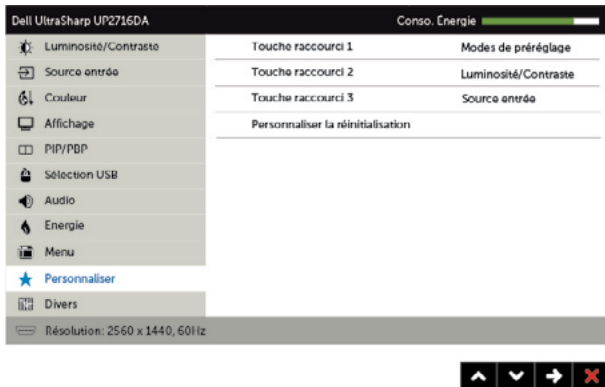 Dell UltraSharp UP2716DA Conso. Énergie
Luminosité/Contraste Touche raccourci 1 Modes de préréglage
Source entrée Touche raccourci 2 Luminosité/Contraste
Couleur Touche raccourci 3 Source entrée
Affichage Personnaliser la réinitialisation
PIP/PBP
Sélection USB
Audio
Energie
Menu
Personnaliser
Divers
Résolution: 2560 x 1440, 60Hz